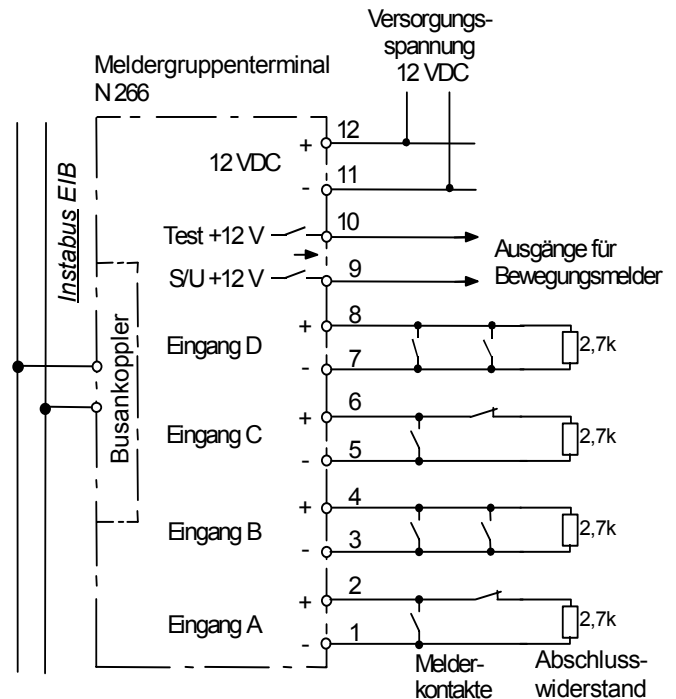 Versorgungs-
spannung
12 VDC
Meldergruppenterminal
N 266
Instabus EIB
Busankoppler
+ 12
12 VDC
- 11
Test +12 V 10
S/U +12 V 9
Ausgänge für
Bewegungsmelder
+ 8
Eingang D 2,7k
- 7
+ 6
Eingang C 2,7k
- 5
+ 4
Eingang B 2,7k
- 3
+ 2
Eingang A 2,7k
- 1
Melder-
kontakte
Abschluss-
widerstand